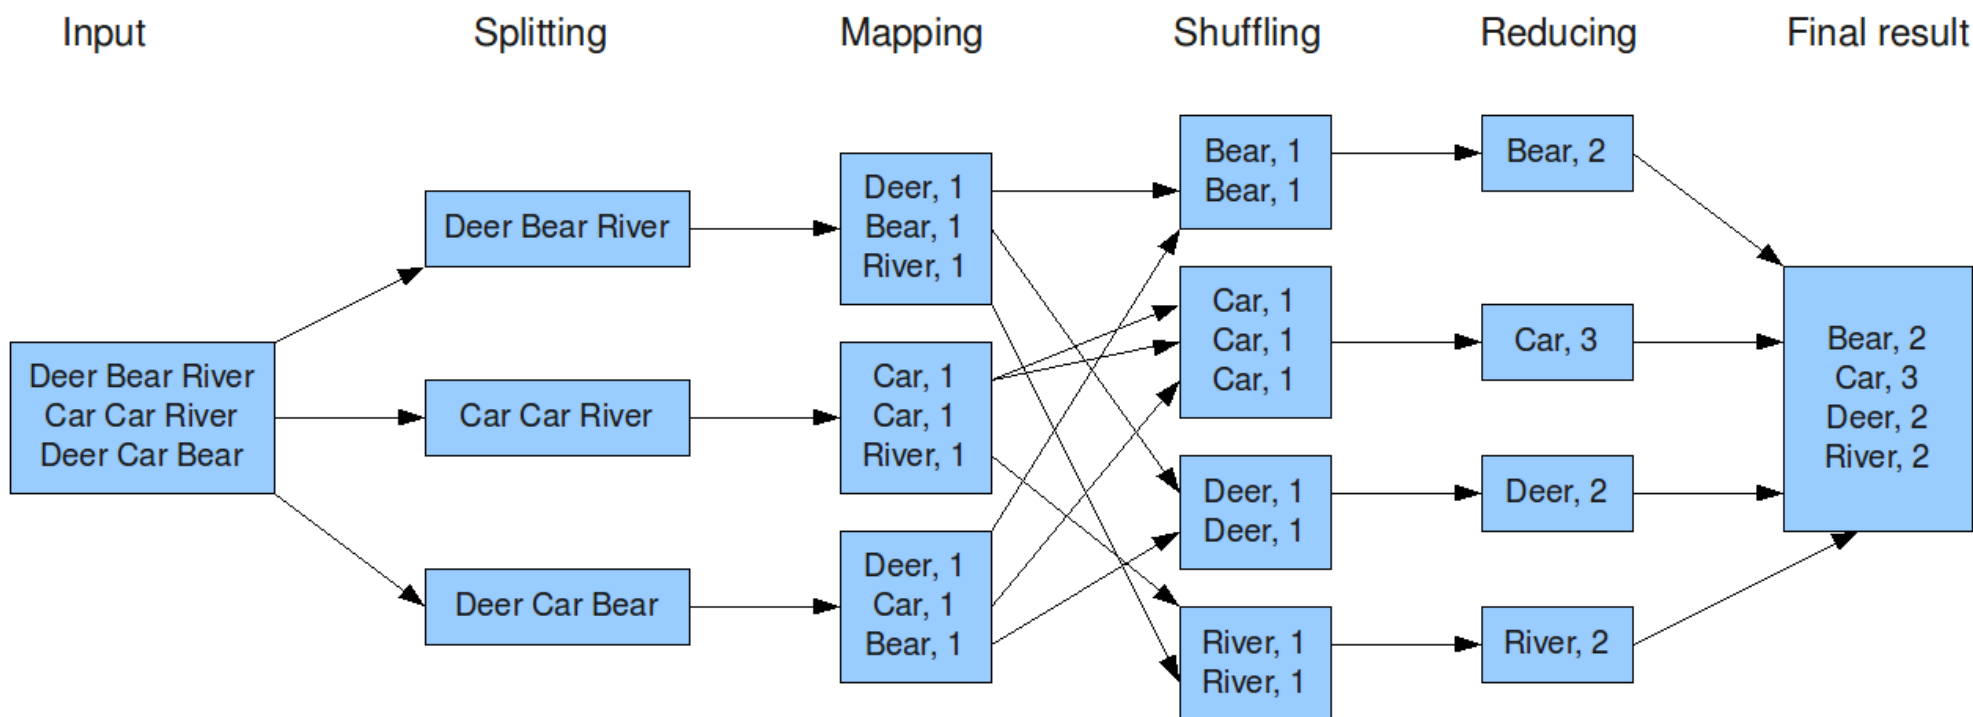 Input
Splitting
Mapping
Shuffling
Reducing
Final result
Deer Bear River
Car Car River
Deer Car Bear
Deer Bear River
Car Car River
Deer Car Bear
Deer, 1
Bear, 1
River, 1
Car, 1
Car, 1
River, 1
Deer, 1
Car, 1
Bear, 1
Bear, 1
Bear, 1
Car, 1
Car, 1
Car, 1
Deer, 1
Deer, 1
River, 1
River, 1
Bear, 2
Car, 3
Deer, 2
River, 2
Bear, 2
Car, 3
Deer, 2
River, 2